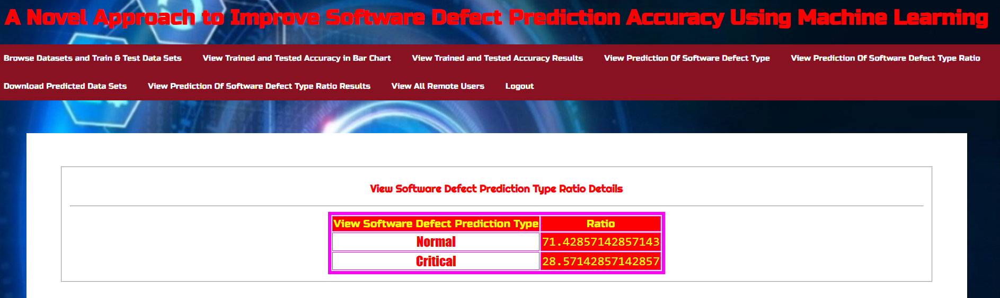 A Novel Approach to Improve Software Defect Prediction Accuracy Using Machine Learning
Browse Datasets and Train & Test Data Sets View Trained and Tested Accuracy in Bar Chart View Trained and Tested Accuracy Results View Prediction Of Software Defect Type View Prediction Of Software Defect Type Ratio
Download Predicted Data Sets View Prediction Of Software Defect Type Ratio Results View All Remote Users Logout
View Software Defect Prediction Type Ratio Details
View Software Defect Prediction Type Ratio
Normal 71.42857142857143
Critical 28.57142857142857